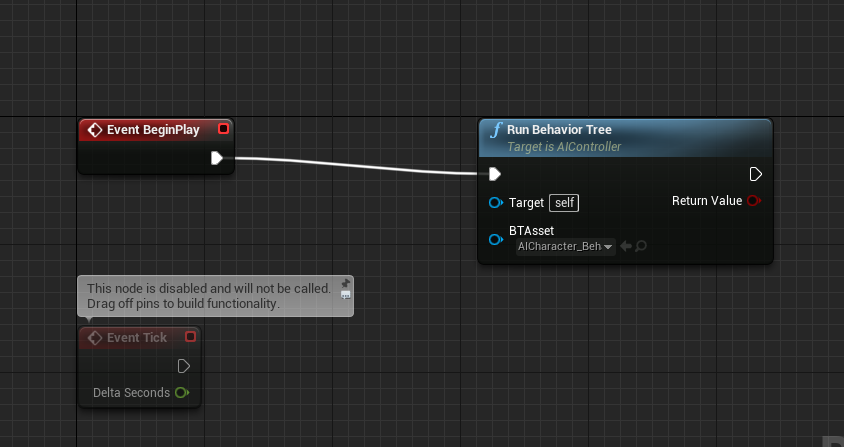 Event BeginPlay
Run Behavior Tree
Target is AIController
Target self
Return Value
BTAsset
AICharacter_Beh
This node is disabled and will not be called.
Drag off pins to build functionality.
Event Tick
Delta Seconds